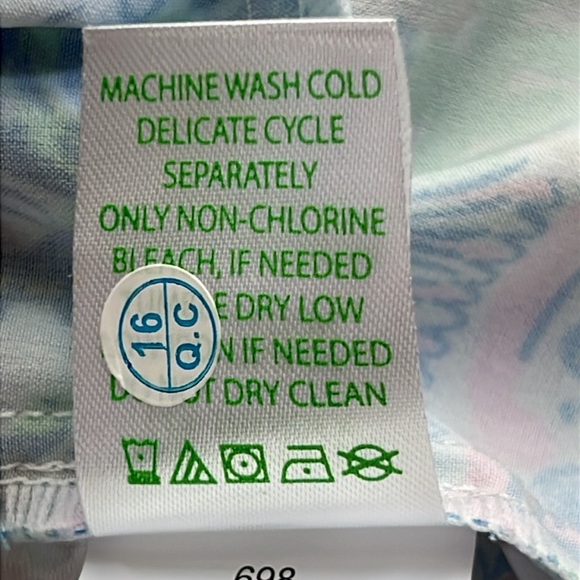 MACHINE WASH COLD
DELICATE CYCLE
SEPARATELY
ONLY NON-CHLORINE
BLEACH, IF NEEDED
DRY LOW
IF NEEDED
DRY CLEAN
16
Q.C
698